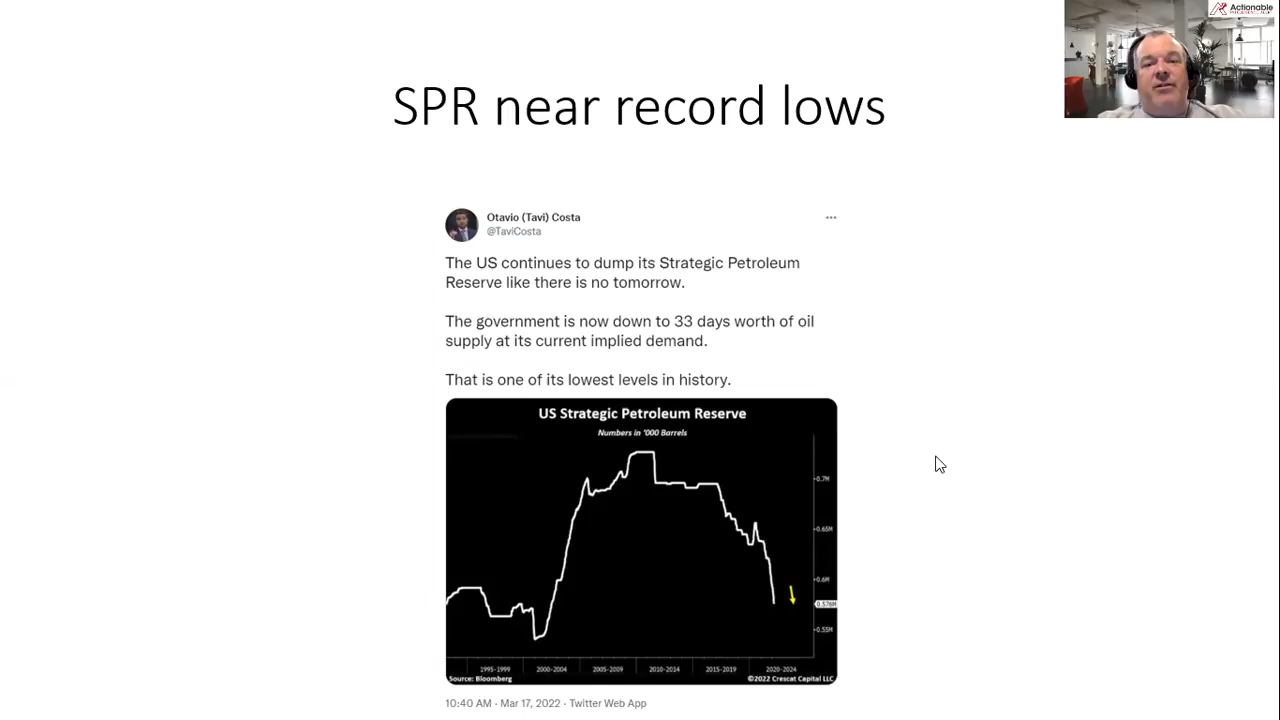 Actionable
SPR near record lows
Otavio (Tavi) Costa
@TaviCosta
The US continues to dump its Strategic Petroleum
Reserve like there is no tomorrow.
The government is now down to 33 days worth of oil
supply at its current implied demand.
That is one of its lowest levels in history.
US Strategic Petroleum Reserve
Numbers in '000 Barrels
0.7M
0.65M
0.6M
0.576M
0.55M
1995-1999 2000-2004 2005-2009 2010-2014 2015-2019 2020-2024
Source: Bloomberg ©2022 Crescat Capital LLC
10:40 AM · Mar 17, 2022 · Twitter Web App